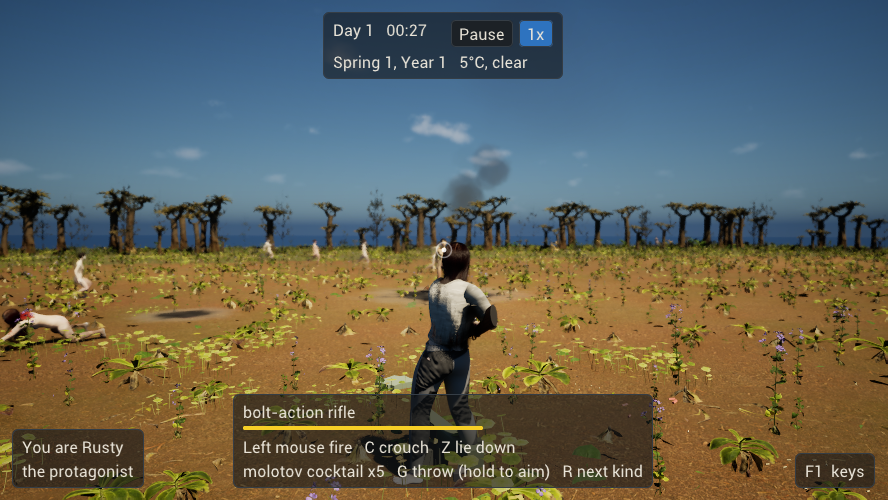 Day 1 00:27 Pause 1x
Spring 1, Year 1 5°C, clear
bolt-action rifle
Left mouse fire C crouch Z lie down
molotov cocktail x5 G throw (hold to aim) R next kind
You are Rusty
the protagonist
F1 keys